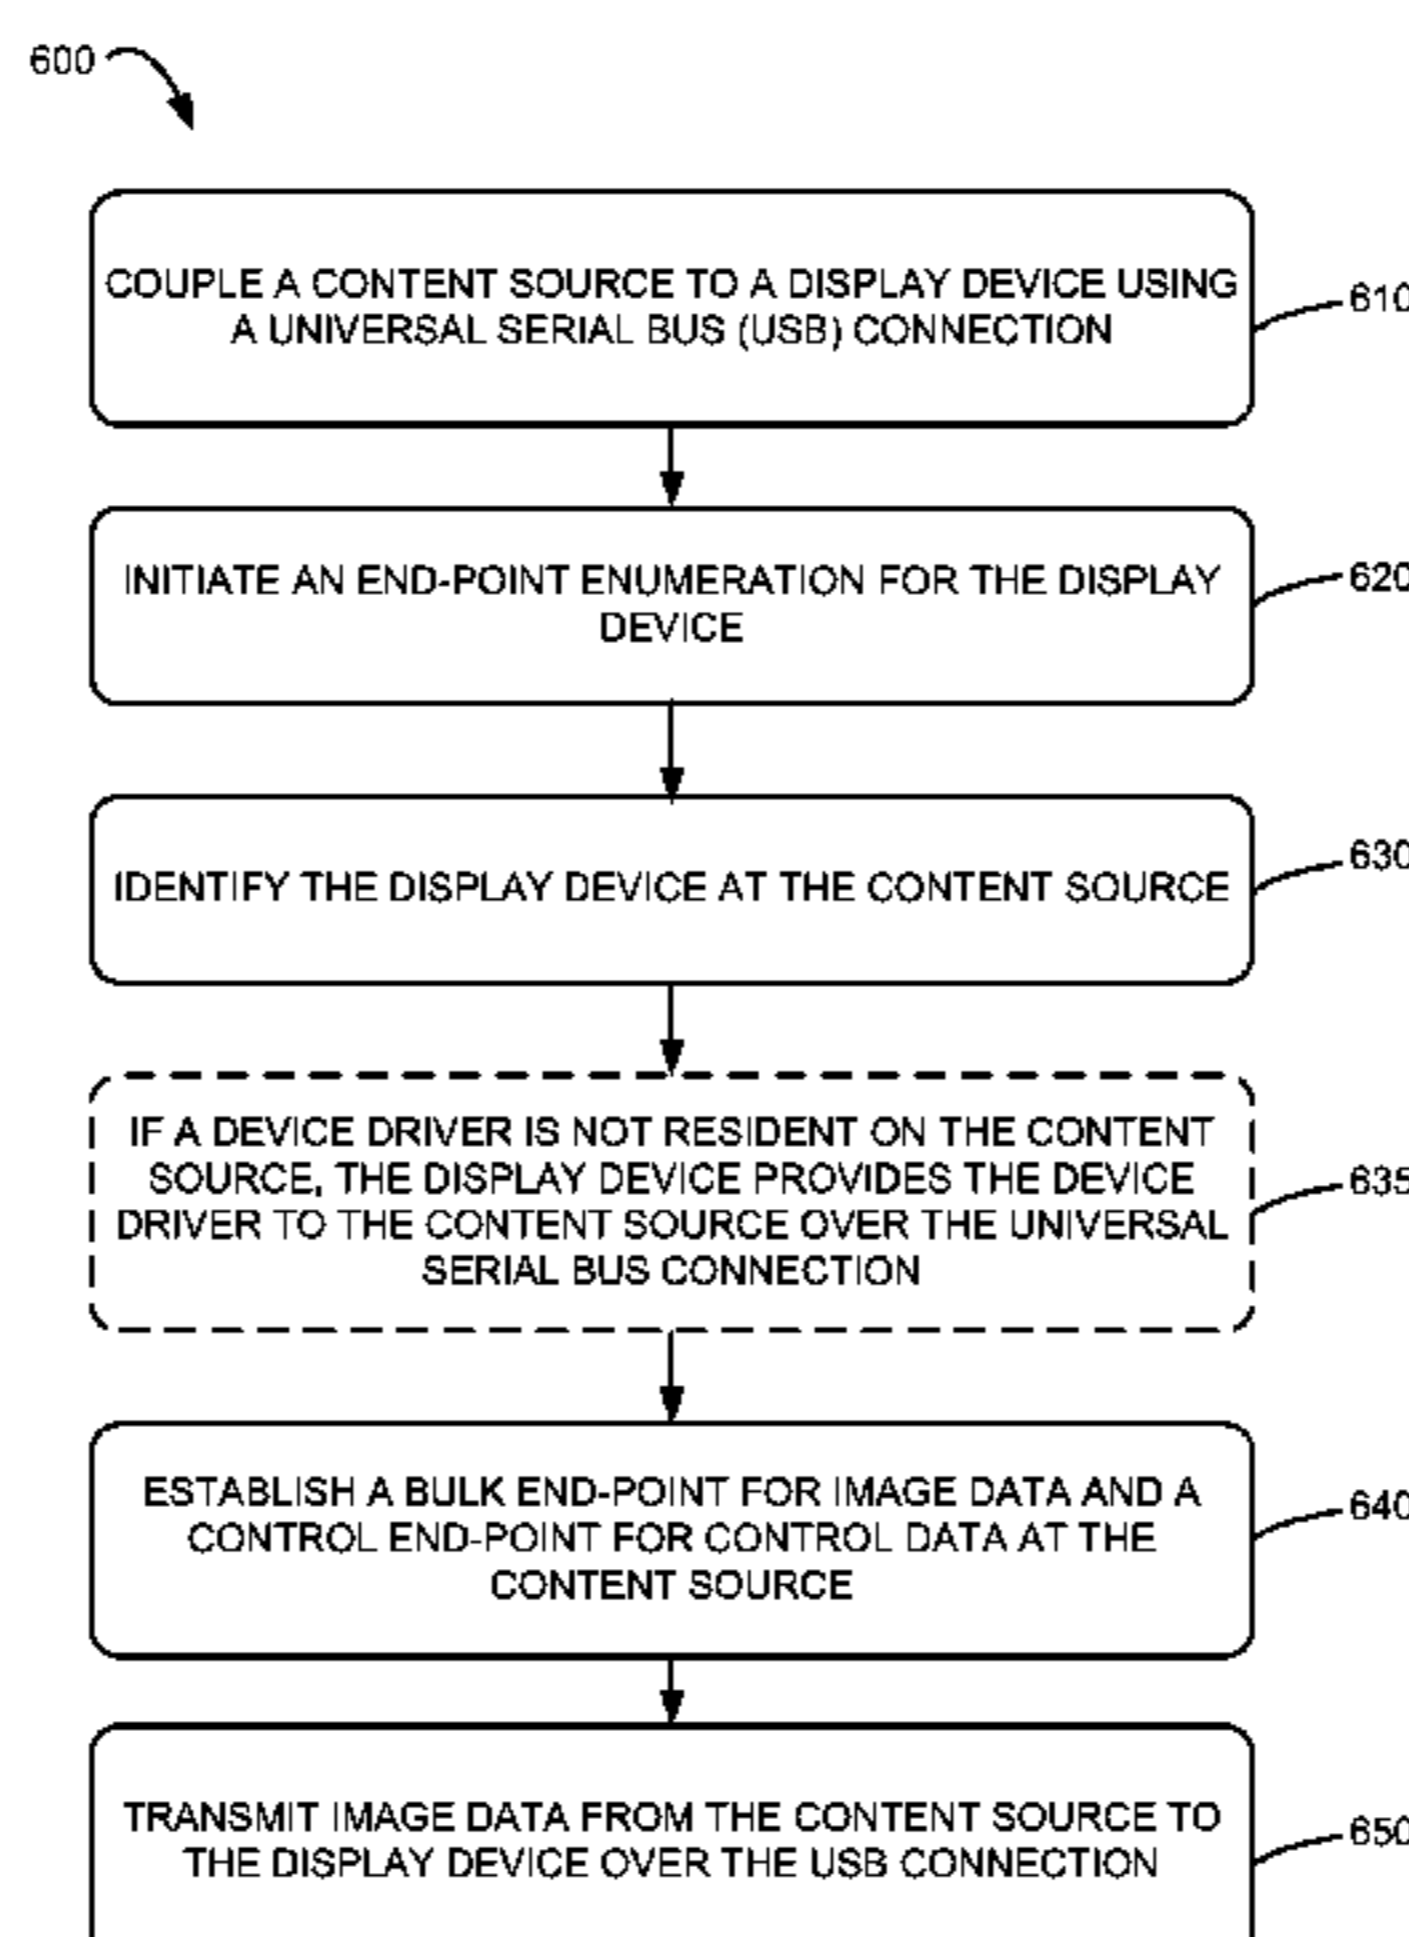 600
COUPLE A CONTENT SOURCE TO A DISPLAY DEVICE USING
A UNIVERSAL SERIAL BUS (USB) CONNECTION
610
INITIATE AN END-POINT ENUMERATION FOR THE DISPLAY
DEVICE
620
IDENTIFY THE DISPLAY DEVICE AT THE CONTENT SOURCE
630
IF A DEVICE DRIVER IS NOT RESIDENT ON THE CONTENT
SOURCE, THE DISPLAY DEVICE PROVIDES THE DEVICE
DRIVER TO THE CONTENT SOURCE OVER THE UNIVERSAL
SERIAL BUS CONNECTION
635
ESTABLISH A BULK END-POINT FOR IMAGE DATA AND A
CONTROL END-POINT FOR CONTROL DATA AT THE
CONTENT SOURCE
640
TRANSMIT IMAGE DATA FROM THE CONTENT SOURCE TO
THE DISPLAY DEVICE OVER THE USB CONNECTION
650